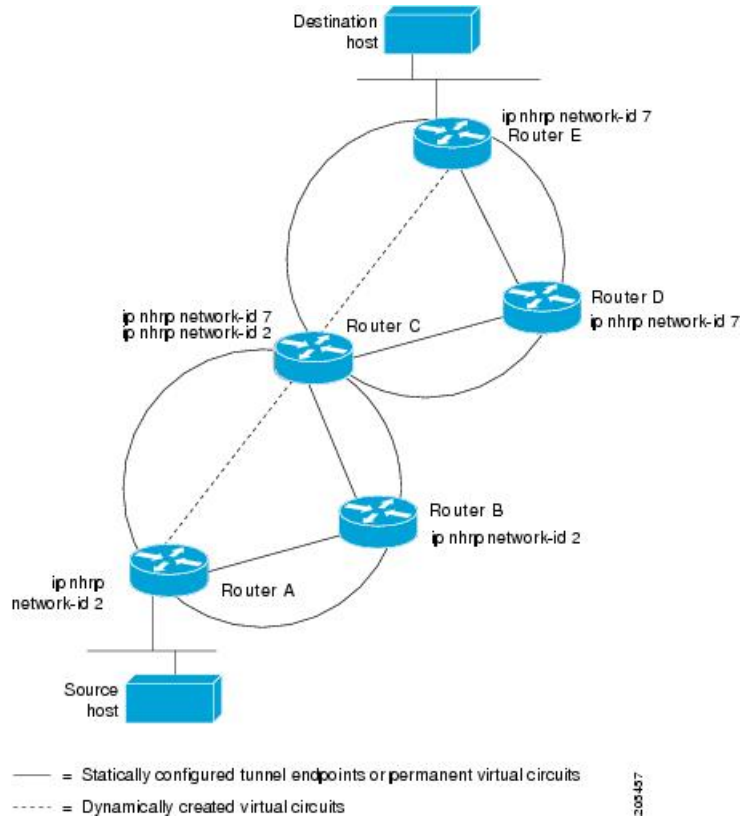 Destination
host
ip nhrp network-id 7
Router E
Router D
ip nhrp network-id 7
ip nhrp network-id 7
ip nhrp network-id 2
Router C
Router B
ip nhrp network-id 2
Router A
ip nhrp
network-id 2
Source
host
= Statically configured tunnel endpoints or permanent virtual circuits
= Dynamically created virtual circuits